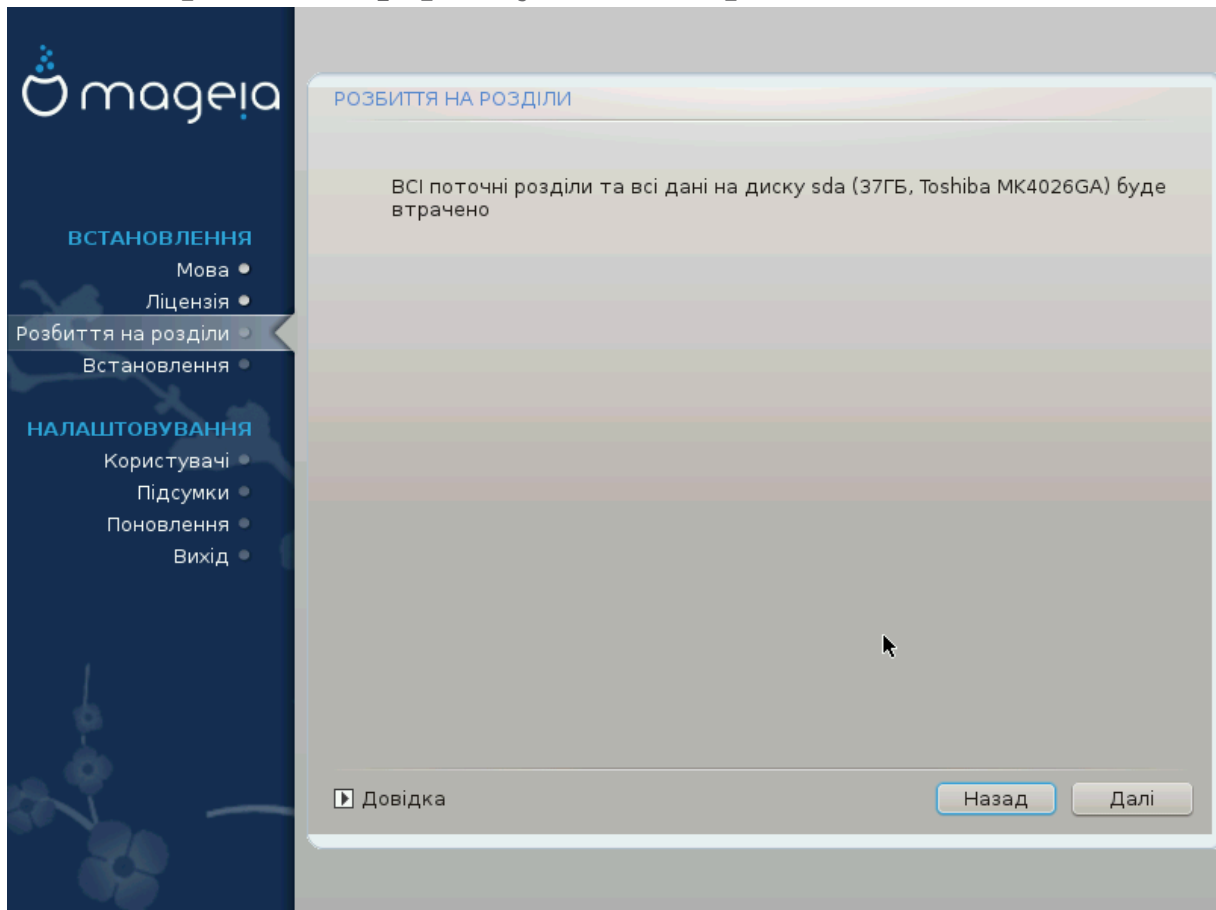 mageia
РОЗБИТТЯ НА РОЗДІЛИ
ВСІ поточні розділи та всі дані на диску sda (37ГБ, Toshiba MK4026GA) буде
втрачено
ВСТАНОВЛЕННЯ
Мова
Ліцензія
Розбиття на розділи
Встановлення
НАЛАШТОВУВАННЯ
Користувачі
Підсумки
Поновлення
Вихід
Довідка
Назад
Далі